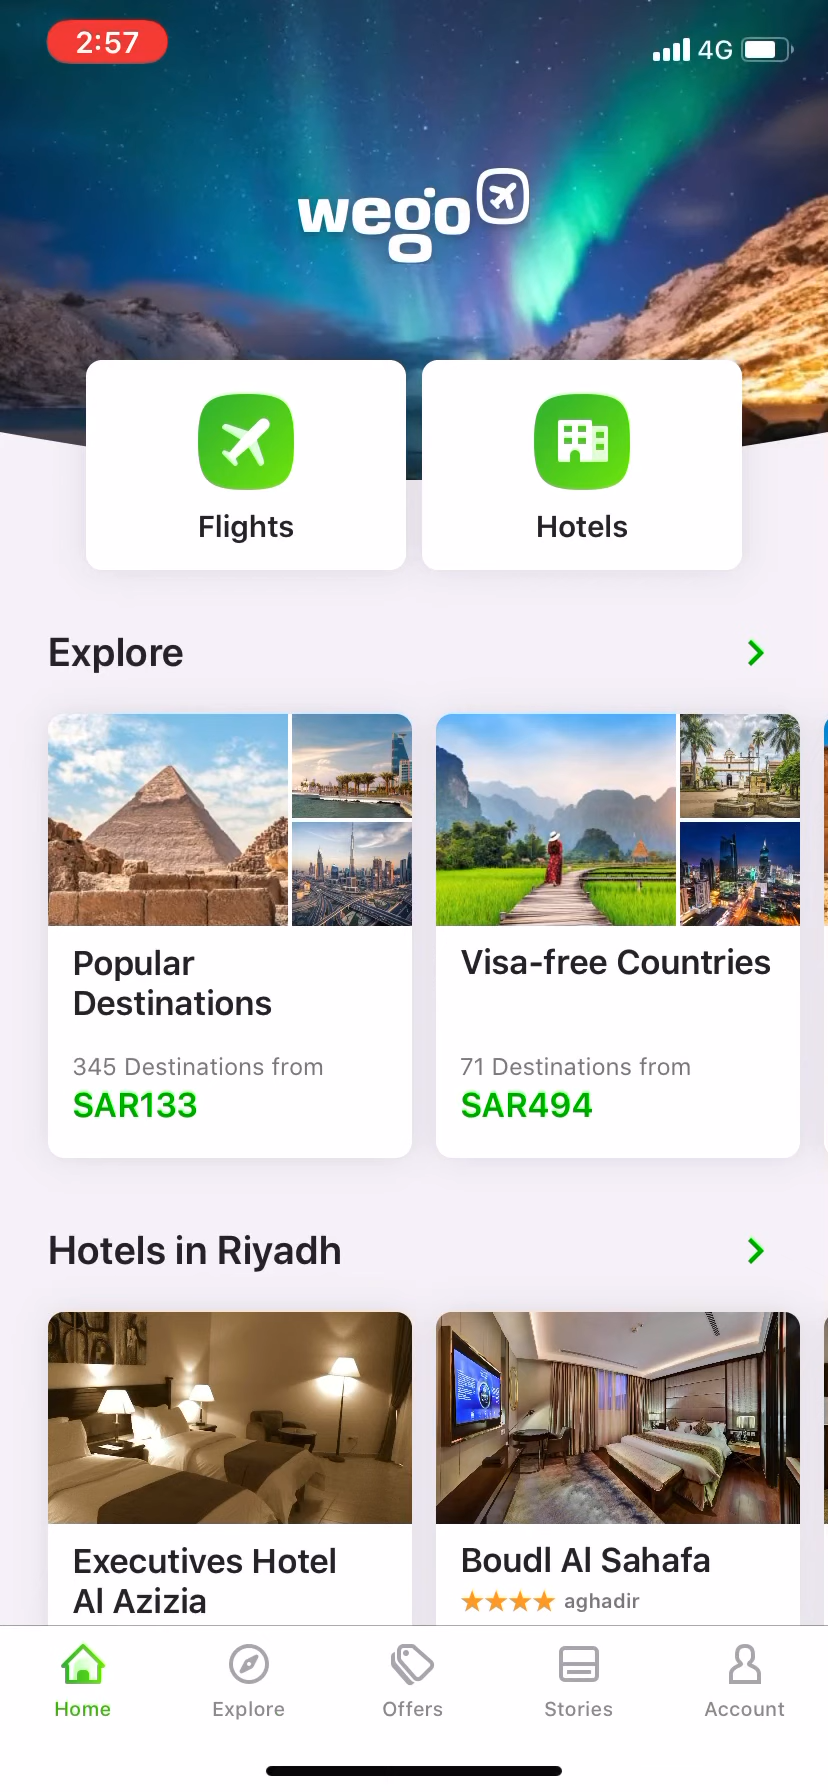 2:57
4G
wego
Flights
Hotels
Explore
Popular
Destinations
345 Destinations from
SAR133
Visa-free Countries
71 Destinations from
SAR494
Hotels in Riyadh
Executives Hotel
Al Azizia
Boudl Al Sahafa
aghadir
Home
Explore
Offers
Stories
Account